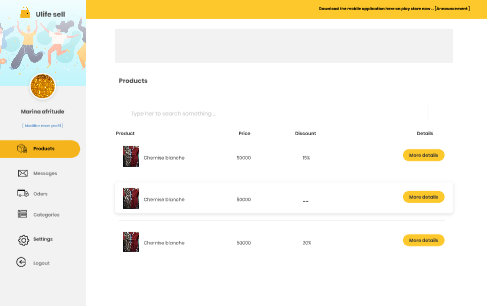 Download the mobile application here on play store now ... [Announcement ]
Ulife sell
Marina afritude
[ Modifier mon profil ]
Products
Messages
Oders
Categories
Settings
Logout
Products
Type her to search something ...
Product Price Discount Details
Chemise blanche 50000 15% More details
Chemise blanche 50000 -- More details
Chemise blanche 50000 20% More details